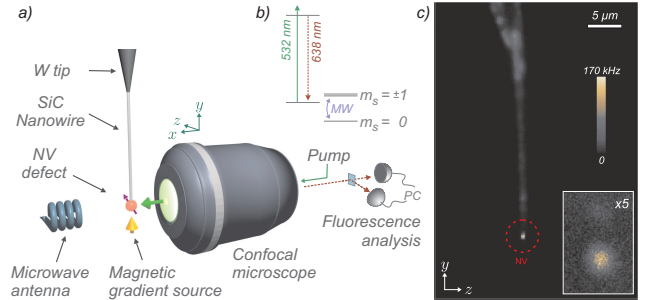 a)
W tip
SiC
Nanowire
NV
defect
Microwave
antenna
Magnetic
gradient source
Confocal
microscope
y
z
x
Pump
PC
Fluorescence
analysis
b)
532 nm
638 nm
MW
mₛ = ±1
mₛ = 0
c)
5 µm
170 kHz
0
x5
NV
y
z